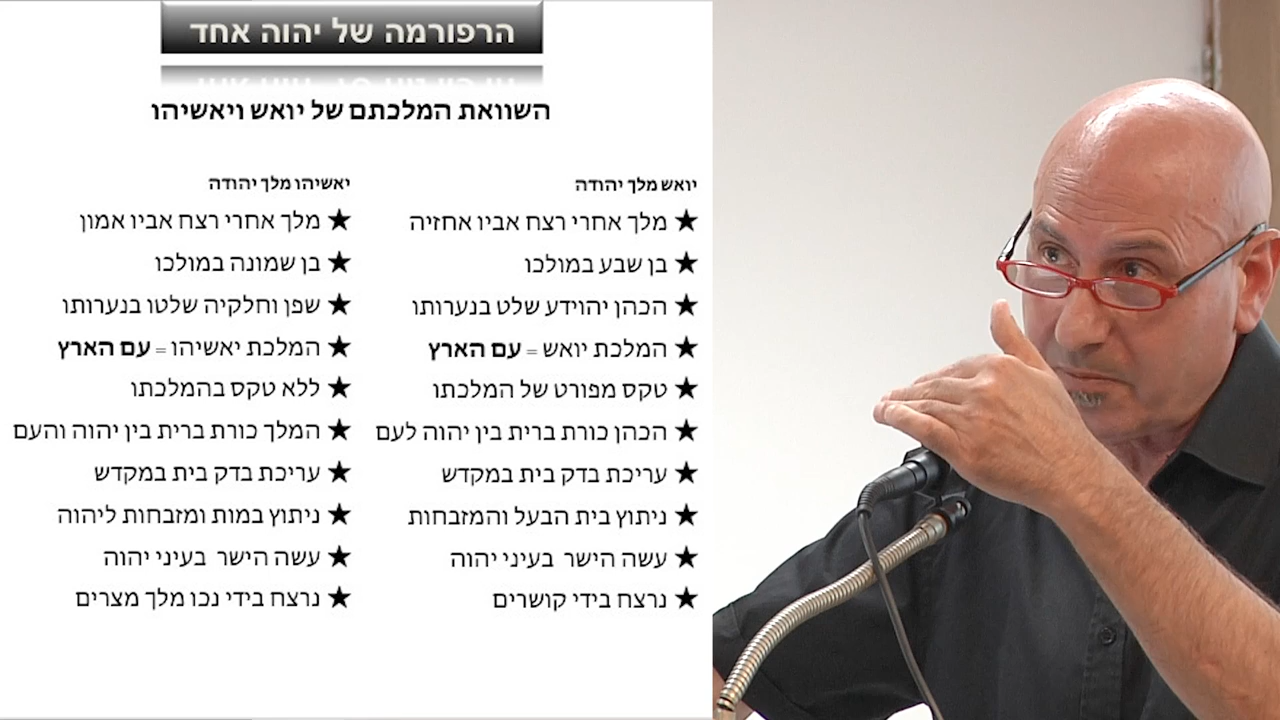 הרפורמה של יהוה אחד
השוואת המלכתם של יואש ויאשיהו
יואש מלך יהודה
★ מלך אחרי רצח אביו אחזיה
★ בן שבע במולכו
★ הכהן יהוידע שלט בנערותו
★ המלכת יואש = עם הארץ
★ טקס מפורט של המלכתו
★ הכהן כורת ברית בין יהוה לעם
★ עריכת בדק בית במקדש
★ ניתוץ בית הבעל והמזבחות
★ עשה הישר בעיני יהוה
★ נרצח בידי קושרים
יאשיהו מלך יהודה
★ מלך אחרי רצח אביו אמון
★ בן שמונה במולכו
★ שפן וחלקיה שלטו בנערותו
★ המלכת יאשיהו = עם הארץ
★ ללא טקס בהמלכתו
★ המלך כורת ברית בין יהוה והעם
★ עריכת בדק בית במקדש
★ ניתוץ במות ומזבחות ליהוה
★ עשה הישר בעיני יהוה
★ נרצח בידי נכו מלך מצרים